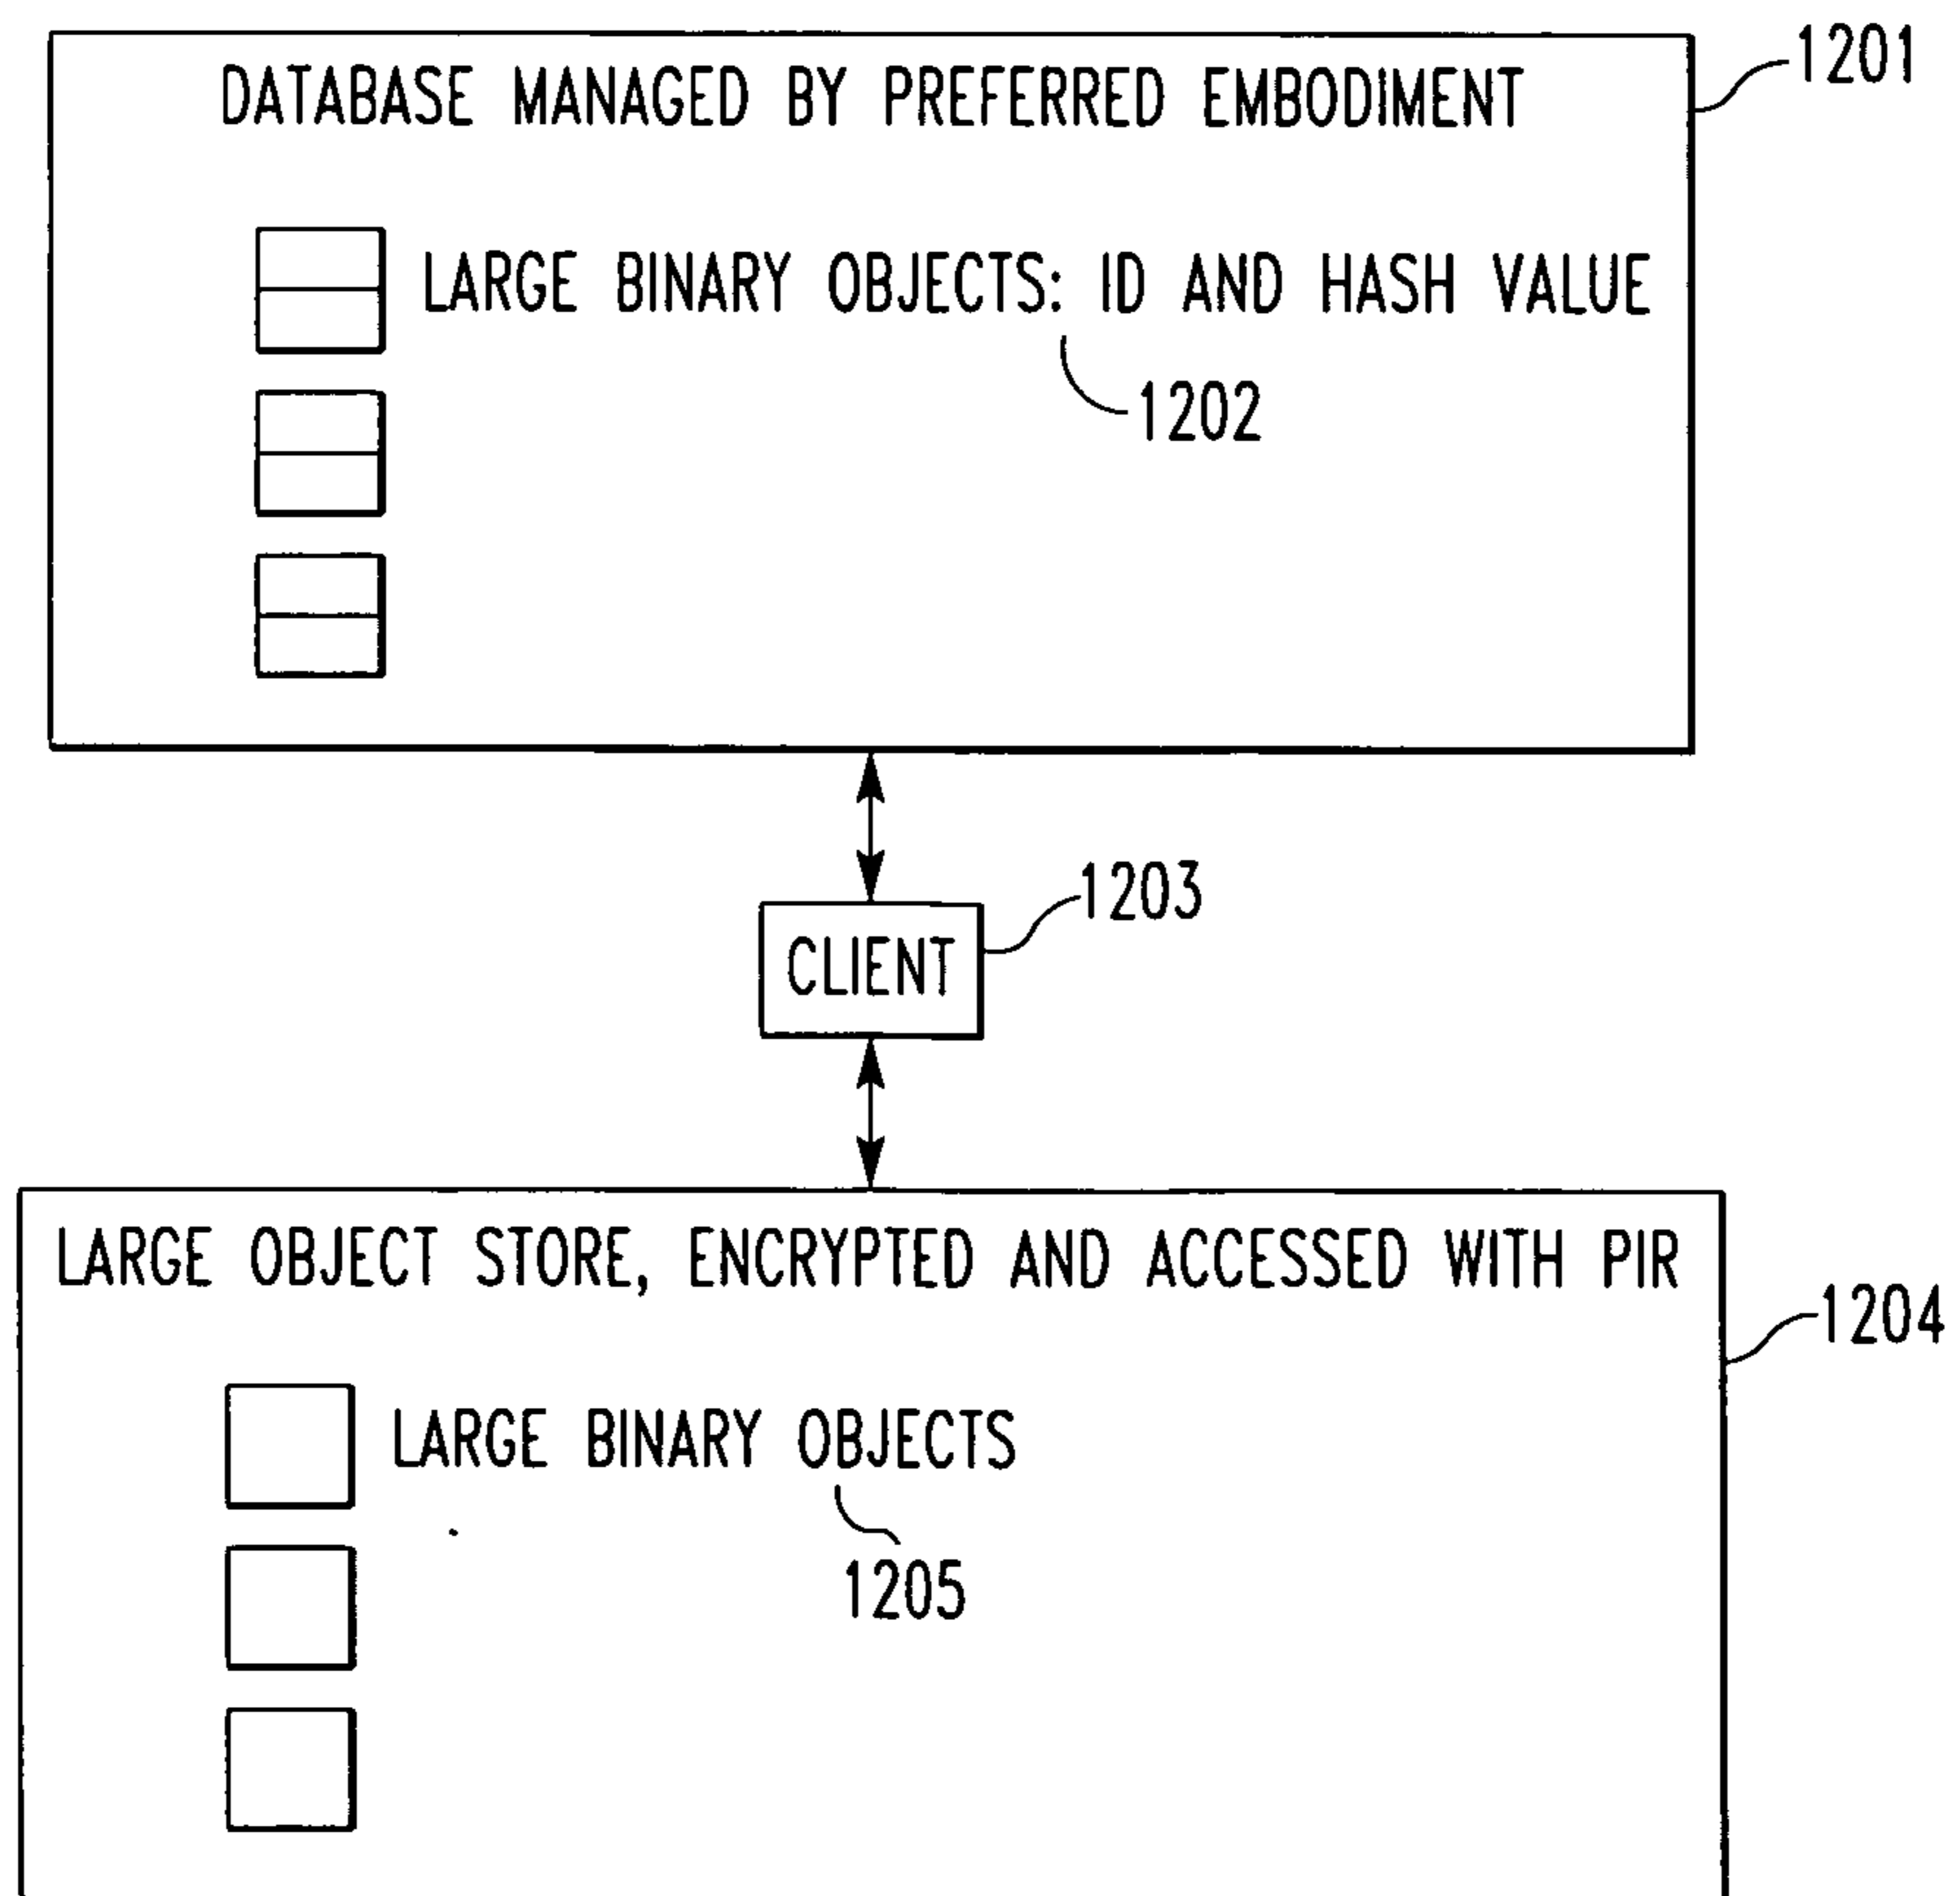 1201
DATABASE MANAGED BY PREFERRED EMBODIMENT
LARGE BINARY OBJECTS: ID AND HASH VALUE
1202
1203
CLIENT
LARGE OBJECT STORE, ENCRYPTED AND ACCESSED WITH PIR
1204
LARGE BINARY OBJECTS
1205